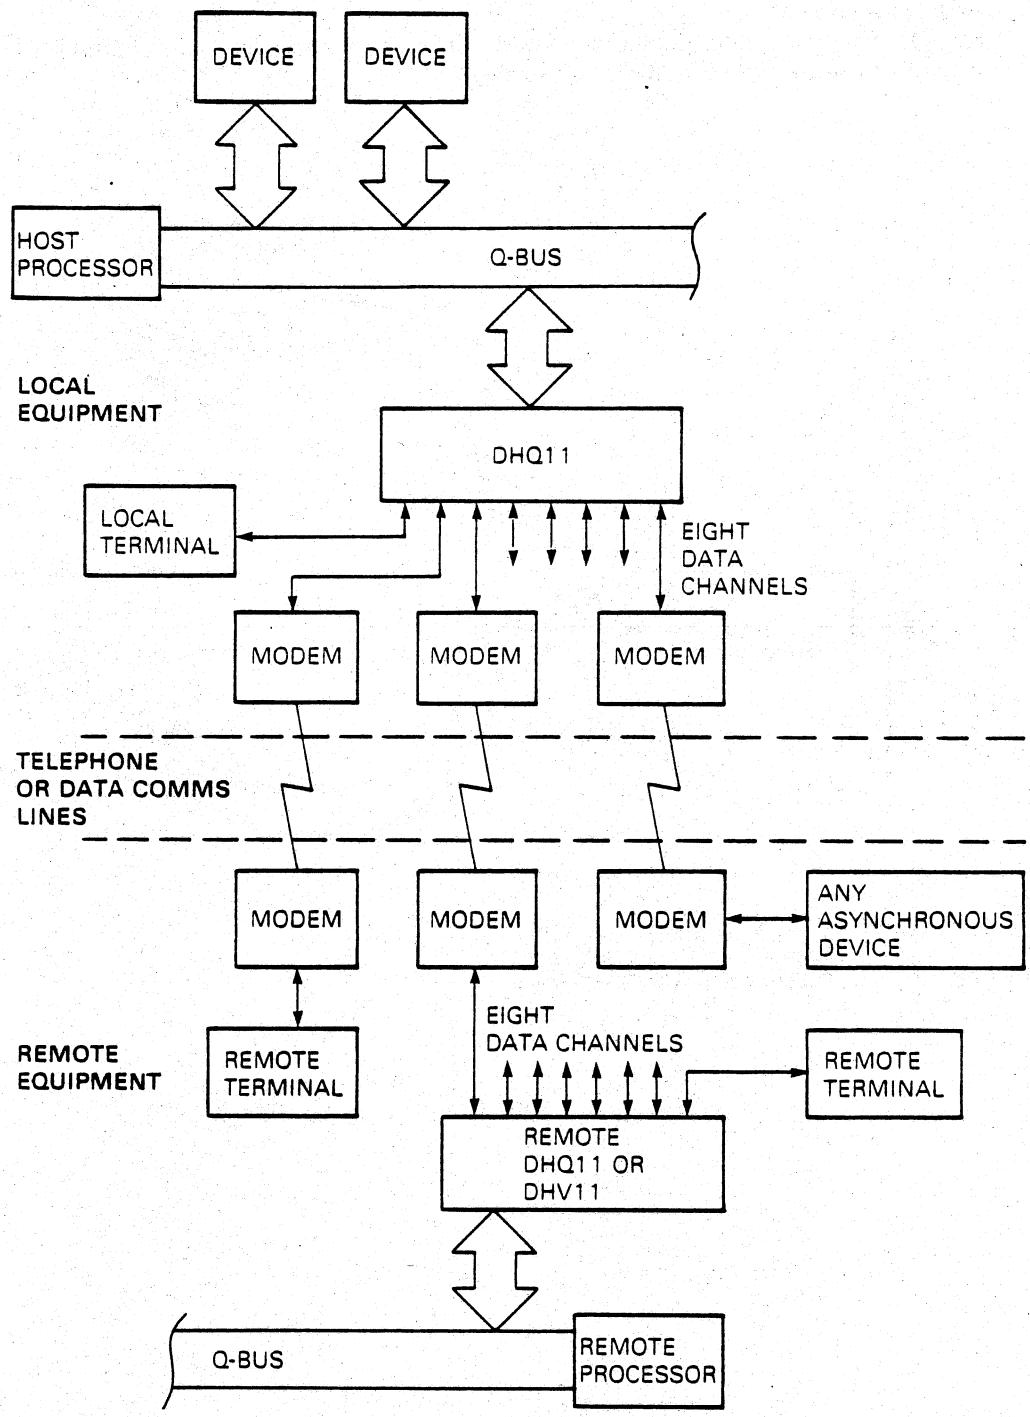 DEVICE
DEVICE
HOST
PROCESSOR
Q-BUS
LOCAL
EQUIPMENT
DHQ11
LOCAL
TERMINAL
EIGHT
DATA
CHANNELS
MODEM
MODEM
MODEM
TELEPHONE
OR DATA COMMS
LINES
MODEM
MODEM
MODEM
ANY
ASYNCHRONOUS
DEVICE
EIGHT
DATA CHANNELS
REMOTE
EQUIPMENT
REMOTE
TERMINAL
REMOTE
TERMINAL
REMOTE
DHQ11 OR
DHV11
Q-BUS
REMOTE
PROCESSOR